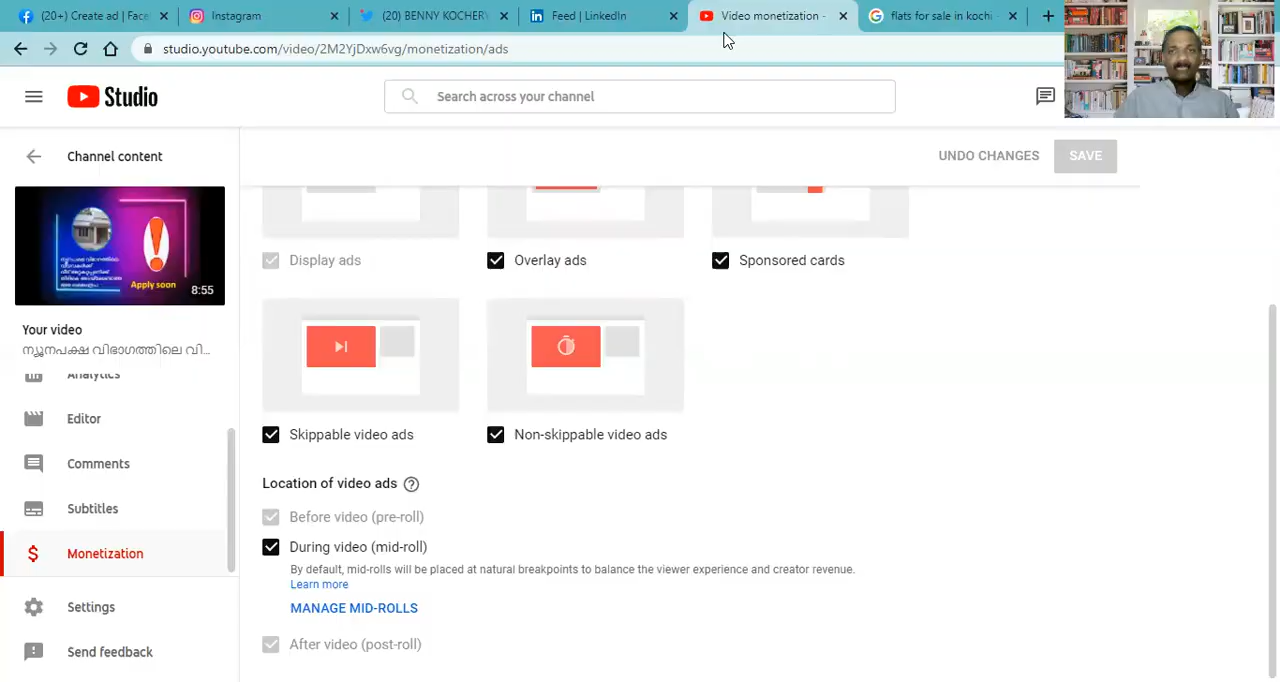 (20+) Create ad | Face
Instagram
(20) BENNY KOCHERY
Feed | LinkedIn
Video monetization -
flats for sale in kochi -
studio.youtube.com/video/2M2YjDxw6vg/monetization/ads
Studio
Search across your channel
Channel content
UNDO CHANGES
SAVE
Apply soon
8:55
Display ads
Overlay ads
Sponsored cards
Your video
ന്യൂനപക്ഷ വിഭാഗത്തിലെ വി...
Analytics
Editor
Comments
Subtitles
Monetization
Settings
Send feedback
Skippable video ads
Non-skippable video ads
Location of video ads
Before video (pre-roll)
During video (mid-roll)
By default, mid-rolls will be placed at natural breakpoints to balance the viewer experience and creator revenue.
Learn more
MANAGE MID-ROLLS
After video (post-roll)